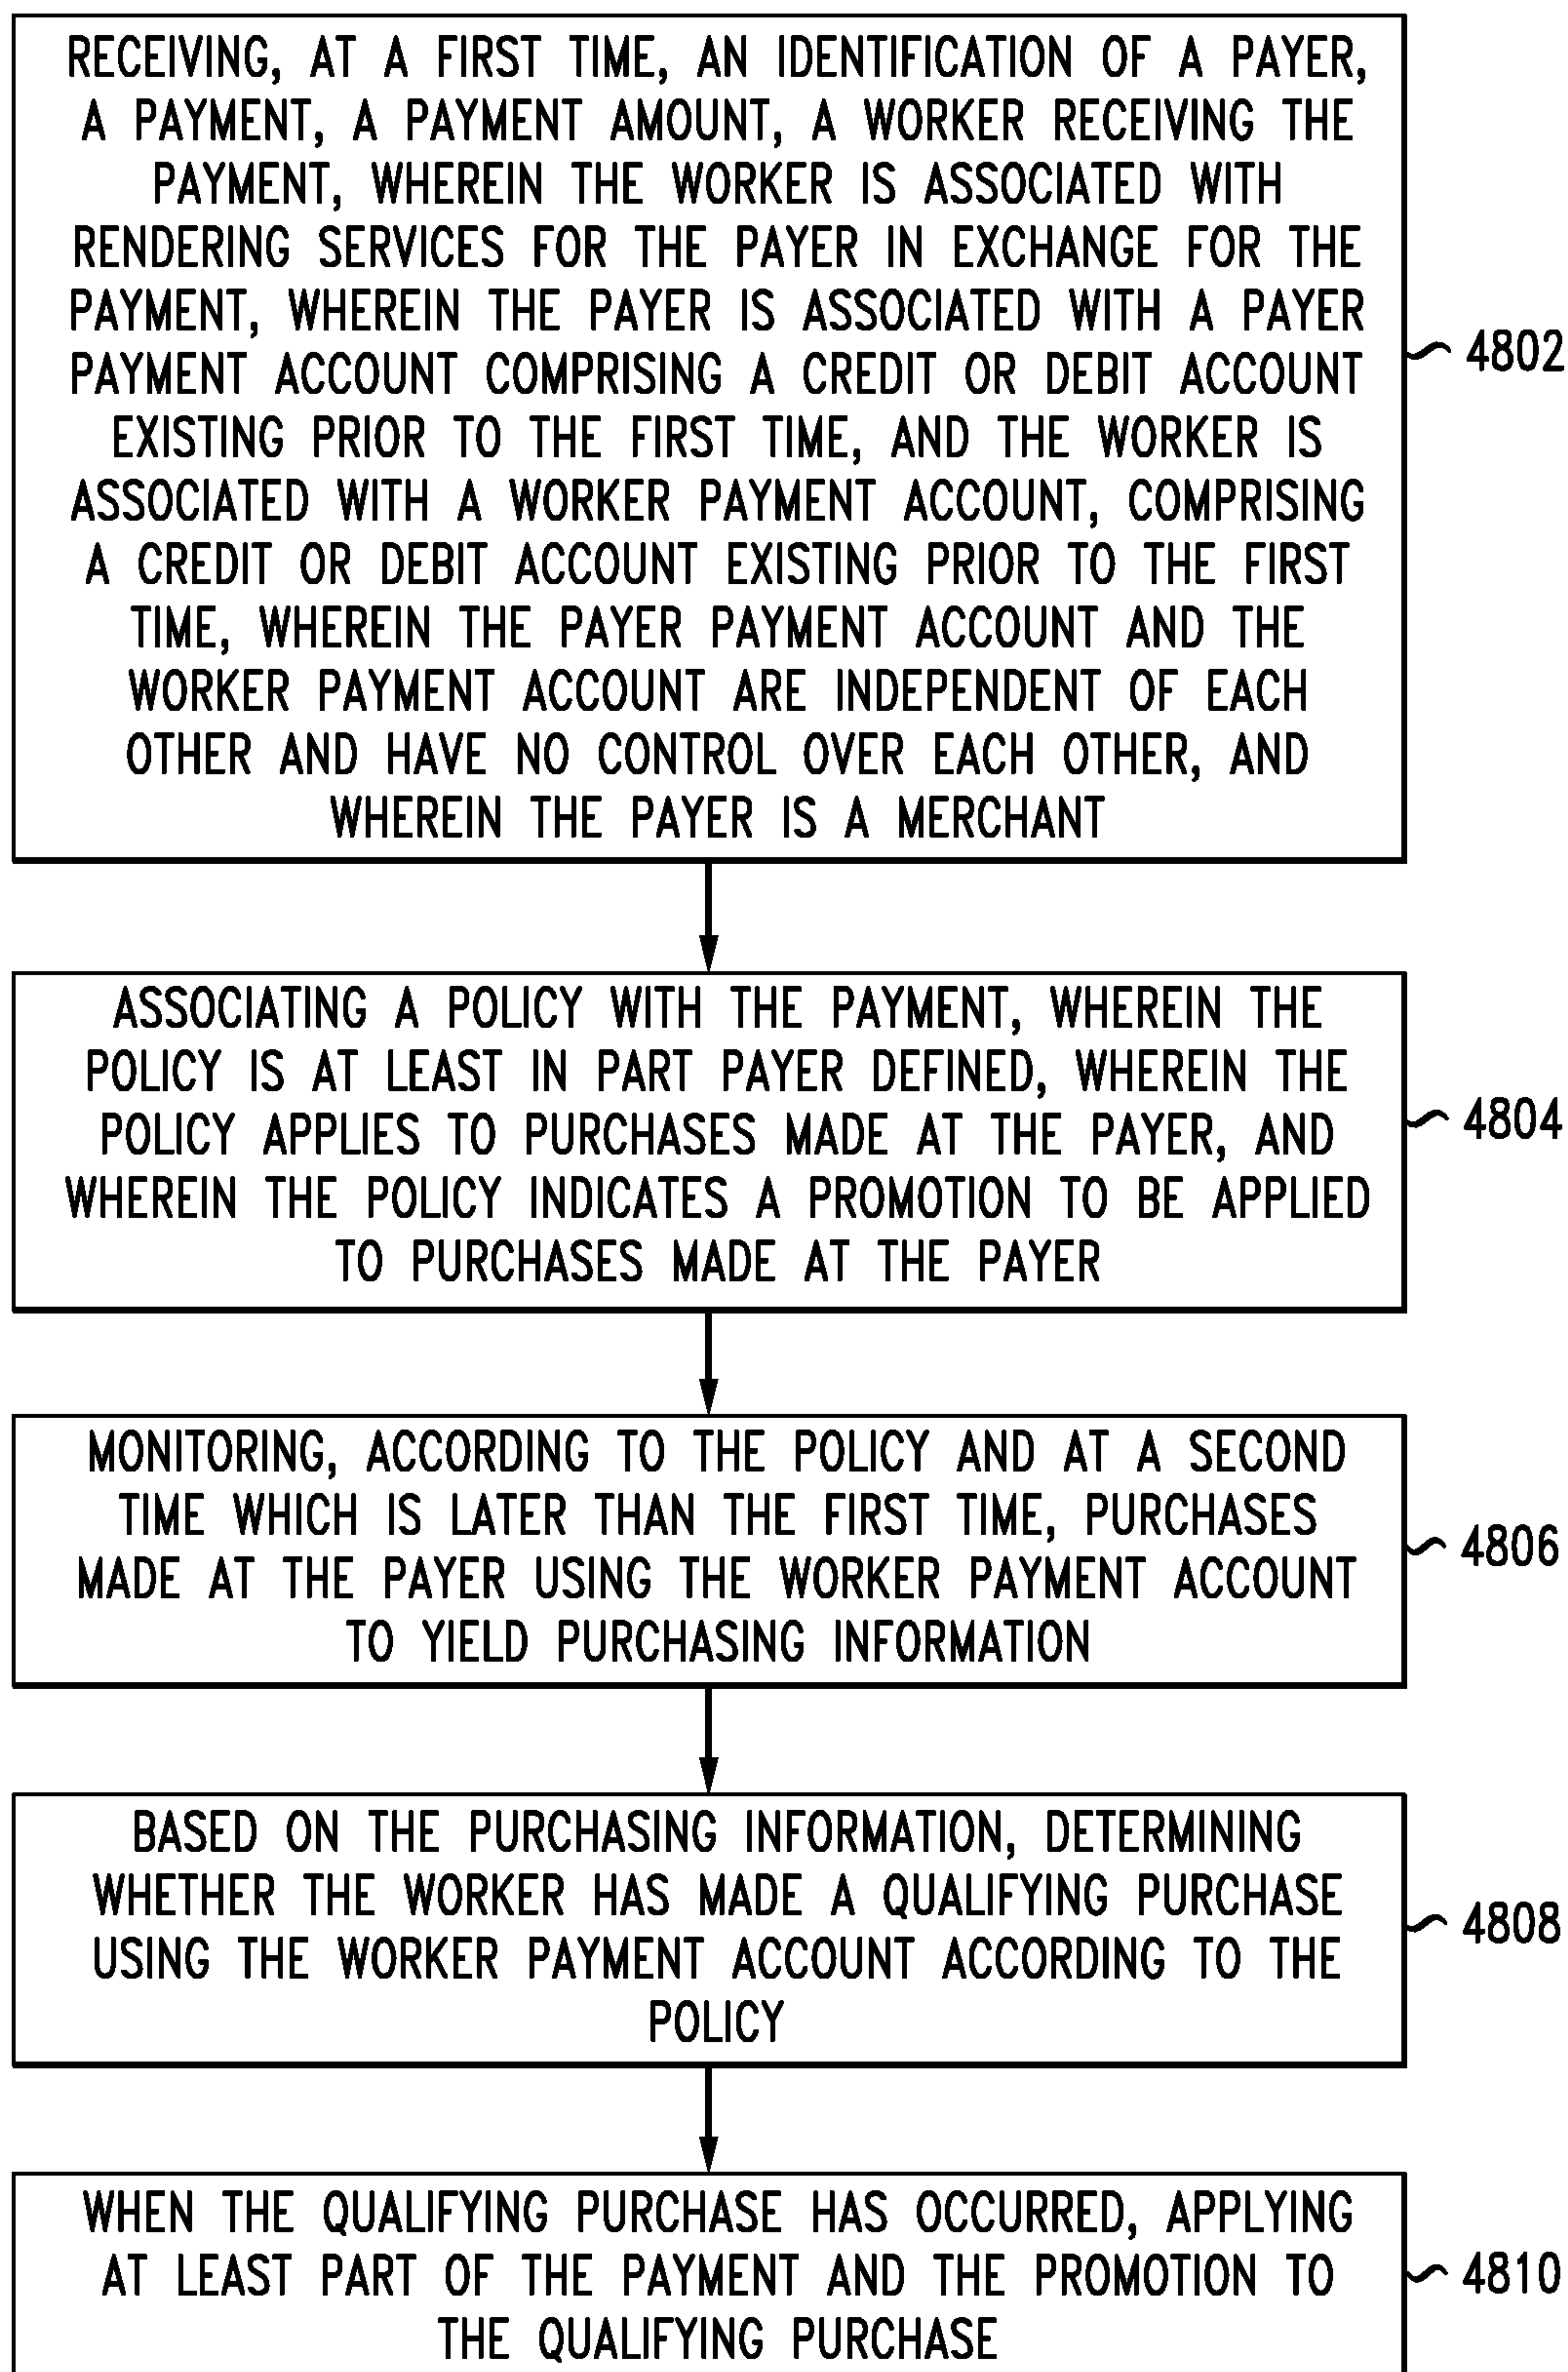 RECEIVING, AT A FIRST TIME, AN IDENTIFICATION OF A PAYER,
A PAYMENT, A PAYMENT AMOUNT, A WORKER RECEIVING THE
PAYMENT, WHEREIN THE WORKER IS ASSOCIATED WITH
RENDERING SERVICES FOR THE PAYER IN EXCHANGE FOR THE
PAYMENT, WHEREIN THE PAYER IS ASSOCIATED WITH A PAYER
PAYMENT ACCOUNT COMPRISING A CREDIT OR DEBIT ACCOUNT
EXISTING PRIOR TO THE FIRST TIME, AND THE WORKER IS
ASSOCIATED WITH A WORKER PAYMENT ACCOUNT, COMPRISING
A CREDIT OR DEBIT ACCOUNT EXISTING PRIOR TO THE FIRST
TIME, WHEREIN THE PAYER PAYMENT ACCOUNT AND THE
WORKER PAYMENT ACCOUNT ARE INDEPENDENT OF EACH
OTHER AND HAVE NO CONTROL OVER EACH OTHER, AND
WHEREIN THE PAYER IS A MERCHANT
4802
ASSOCIATING A POLICY WITH THE PAYMENT, WHEREIN THE
POLICY IS AT LEAST IN PART PAYER DEFINED, WHEREIN THE
POLICY APPLIES TO PURCHASES MADE AT THE PAYER, AND
WHEREIN THE POLICY INDICATES A PROMOTION TO BE APPLIED
TO PURCHASES MADE AT THE PAYER
4804
MONITORING, ACCORDING TO THE POLICY AND AT A SECOND
TIME WHICH IS LATER THAN THE FIRST TIME, PURCHASES
MADE AT THE PAYER USING THE WORKER PAYMENT ACCOUNT
TO YIELD PURCHASING INFORMATION
4806
BASED ON THE PURCHASING INFORMATION, DETERMINING
WHETHER THE WORKER HAS MADE A QUALIFYING PURCHASE
USING THE WORKER PAYMENT ACCOUNT ACCORDING TO THE
POLICY
4808
WHEN THE QUALIFYING PURCHASE HAS OCCURRED, APPLYING
AT LEAST PART OF THE PAYMENT AND THE PROMOTION TO
THE QUALIFYING PURCHASE
4810